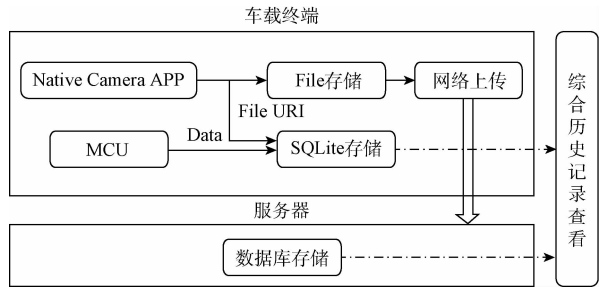 车载终端
Native Camera APP
File存储
网络上传
File URI
Data
MCU
SQLite存储
综合历史记录查看
服务器
数据库存储